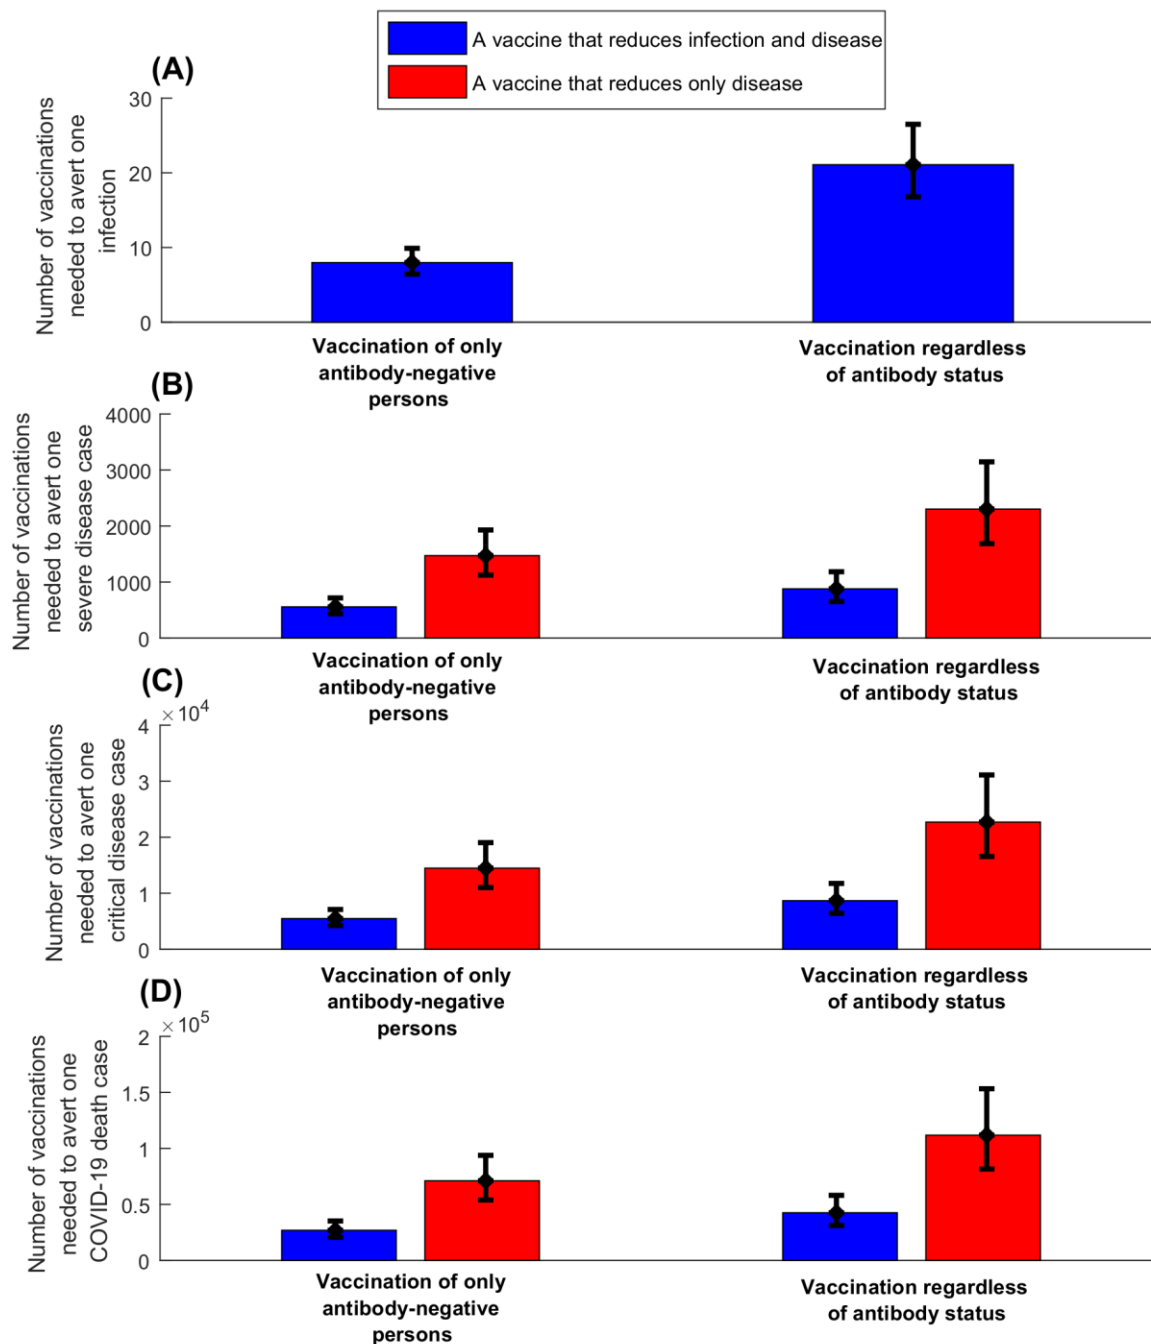 A vaccine that reduces infection and disease
A vaccine that reduces only disease
(A)
Number of vaccinations
needed to avert one
infection
30
20
10
0
Vaccination of only
antibody-negative
persons
Vaccination regardless
of antibody status
(B)
Number of vaccinations
needed to avert one
severe disease case
4000
3000
2000
1000
0
Vaccination of only
antibody-negative
persons
Vaccination regardless
of antibody status
(C)
Number of vaccinations
needed to avert one
critical disease case
×10^4
4
3
2
1
0
Vaccination of only
antibody-negative
persons
Vaccination regardless
of antibody status
(D)
Number of vaccinations
needed to avert one
COVID-19 death case
×10^5
2
1.5
1
0.5
0
Vaccination of only
antibody-negative
persons
Vaccination regardless
of antibody status